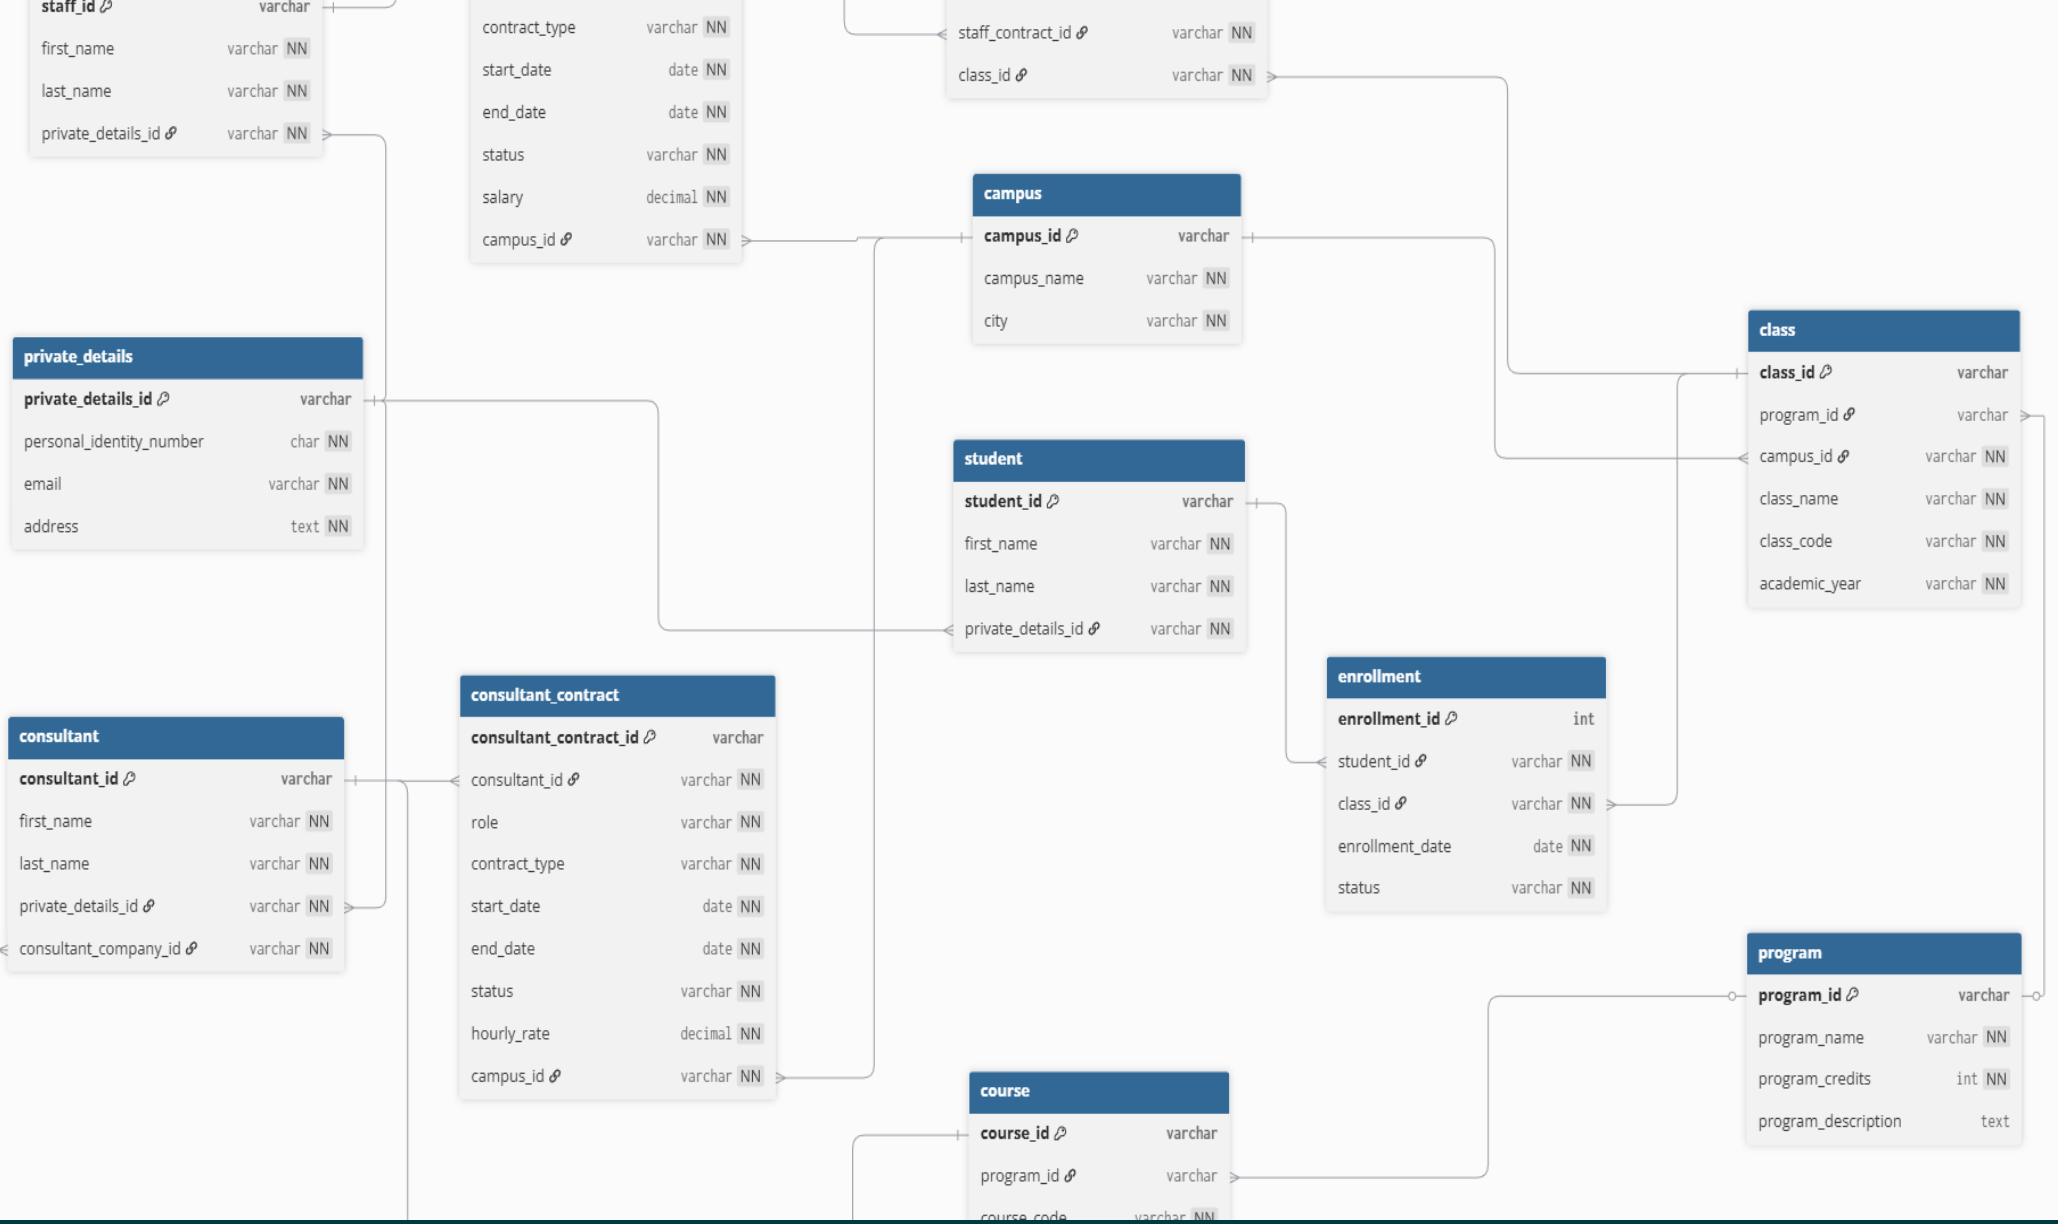 staff_id varchar
first_name varchar NN
last_name varchar NN
private_details_id varchar NN
contract_type varchar NN
start_date date NN
end_date date NN
status varchar NN
salary decimal NN
campus_id varchar NN
staff_contract_id varchar NN
class_id varchar NN
campus
campus_id varchar
campus_name varchar NN
city varchar NN
class
class_id varchar
program_id varchar
campus_id varchar NN
class_name varchar NN
class_code varchar NN
academic_year varchar NN
private_details
private_details_id varchar
personal_identity_number char NN
email varchar NN
address text NN
student
student_id varchar
first_name varchar NN
last_name varchar NN
private_details_id varchar NN
enrollment
enrollment_id int
student_id varchar NN
class_id varchar NN
enrollment_date date NN
status varchar NN
consultant
consultant_id varchar
first_name varchar NN
last_name varchar NN
private_details_id varchar NN
consultant_company_id varchar NN
consultant_contract
consultant_contract_id varchar
consultant_id varchar NN
role varchar NN
contract_type varchar NN
start_date date NN
end_date date NN
status varchar NN
hourly_rate decimal NN
campus_id varchar NN
program
program_id varchar
program_name varchar NN
program_credits int NN
program_description text
course
course_id varchar
program_id varchar
course_code varchar NN